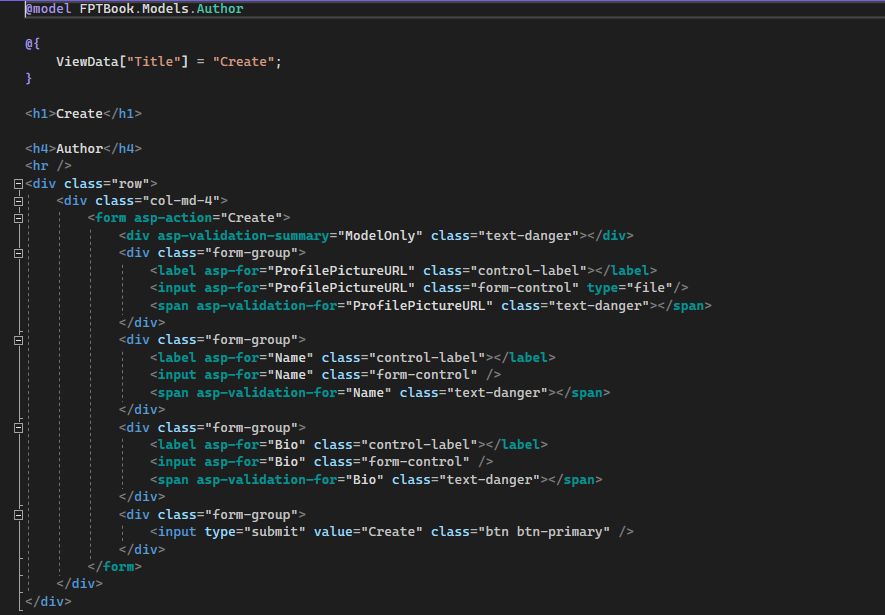 @model FPTBook.Models.Author
@{
ViewData["Title"] = "Create";
}
<h1>Create</h1>
<h4>Author</h4>
<hr />
<div class="row">
<div class="col-md-4">
<form asp-action="Create">
<div asp-validation-summary="ModelOnly" class="text-danger"></div>
<div class="form-group">
<label asp-for="ProfilePictureURL" class="control-label"></label>
<input asp-for="ProfilePictureURL" class="form-control" type="file"/>
<span asp-validation-for="ProfilePictureURL" class="text-danger"></span>
</div>
<div class="form-group">
<label asp-for="Name" class="control-label"></label>
<input asp-for="Name" class="form-control" />
<span asp-validation-for="Name" class="text-danger"></span>
</div>
<div class="form-group">
<label asp-for="Bio" class="control-label"></label>
<input asp-for="Bio" class="form-control" />
<span asp-validation-for="Bio" class="text-danger"></span>
</div>
<div class="form-group">
<input type="submit" value="Create" class="btn btn-primary" />
</div>
</form>
</div>
</div>